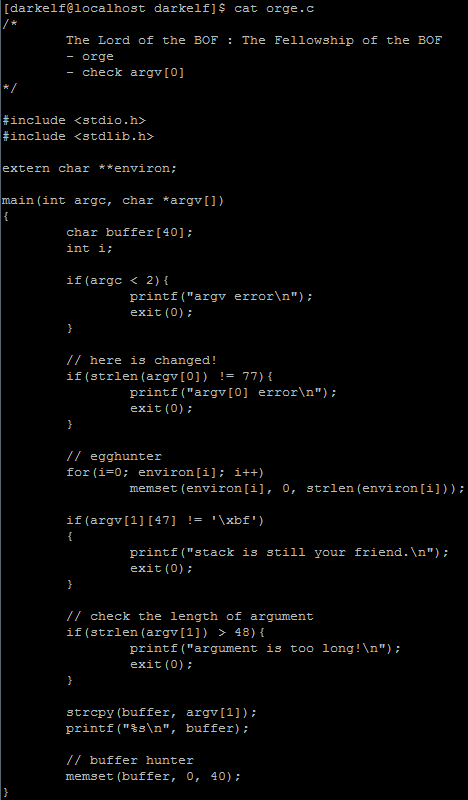 [darkelf@localhost darkelf]$ cat orge.c
/*
        The Lord of the BOF : The Fellowship of the BOF
        - orge
        - check argv[0]
*/
#include <stdio.h>
#include <stdlib.h>
extern char **environ;
main(int argc, char *argv[])
{
        char buffer[40];
        int i;
        if(argc < 2){
                printf("argv error\n");
                exit(0);
        }
        // here is changed!
        if(strlen(argv[0]) != 77){
                printf("argv[0] error\n");
                exit(0);
        }
        // egghunter
        for(i=0; environ[i]; i++)
                memset(environ[i], 0, strlen(environ[i]));
        if(argv[1][47] != '\xbf')
        {
                printf("stack is still your friend.\n");
                exit(0);
        }
        // check the length of argument
        if(strlen(argv[1]) > 48){
                printf("argument is too long!\n");
                exit(0);
        }
        strcpy(buffer, argv[1]);
        printf("%s\n", buffer);
        // buffer hunter
        memset(buffer, 0, 40);
}